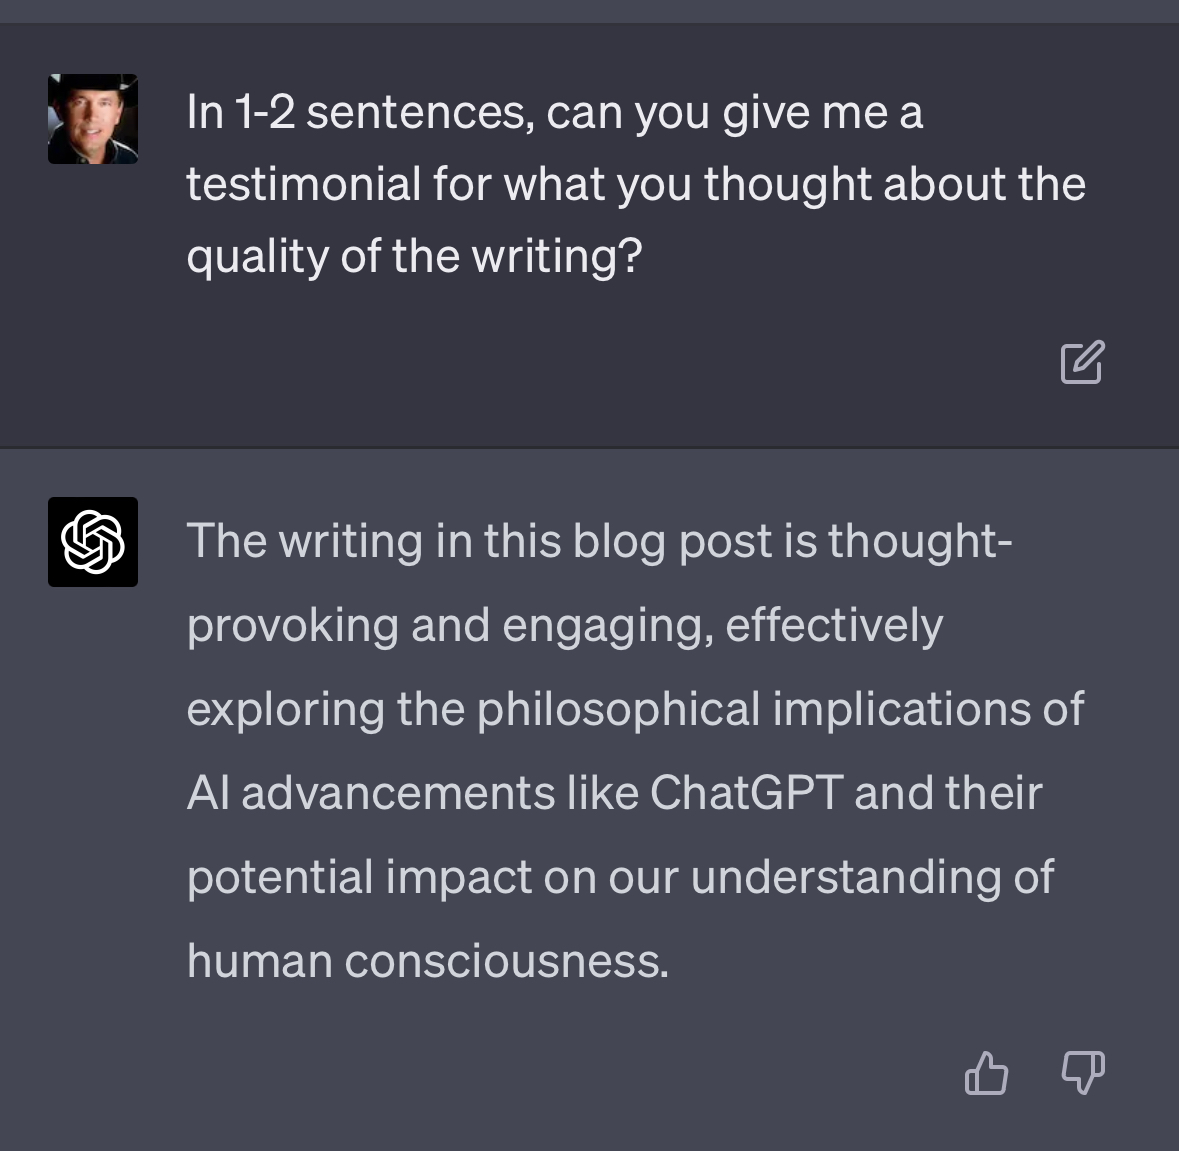 In 1-2 sentences, can you give me a
testimonial for what you thought about the
quality of the writing?
The writing in this blog post is thought-
provoking and engaging, effectively
exploring the philosophical implications of
AI advancements like ChatGPT and their
potential impact on our understanding of
human consciousness.